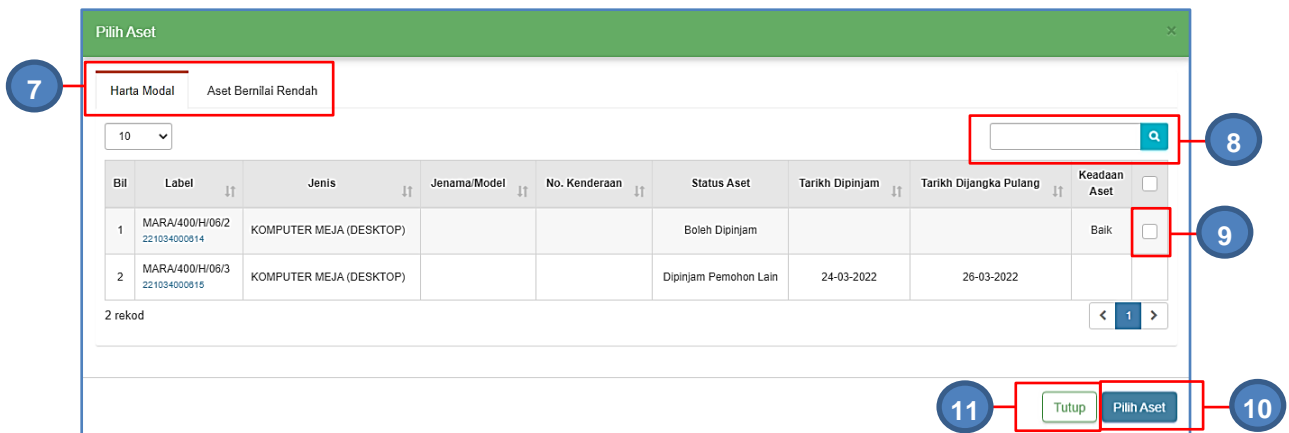 Pilih Aset ×
7
Harta Modal Aset Bernilai Rendah
10
8
Bil Label Jenis Jenama/Model No. Kenderaan Status Aset Tarikh Dipinjam Tarikh Dijangka Pulang Keadaan Aset
1 MARA/400/H/06/2 KOMPUTER MEJA (DESKTOP) Boleh Dipinjam Baik
221034000614
9
2 MARA/400/H/06/3 KOMPUTER MEJA (DESKTOP) Dipinjam Pemohon Lain 24-03-2022 26-03-2022
221034000615
2 rekod < 1 >
11 Tutup Pilih Aset 10